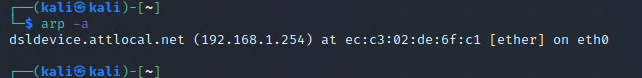 ┌──(kali㉿kali)-[~]
└─$ arp -a
dsldevice.attlocal.net (192.168.1.254) at ec:c3:02:de:6f:c1 [ether] on eth0
┌──(kali㉿kali)-[~]